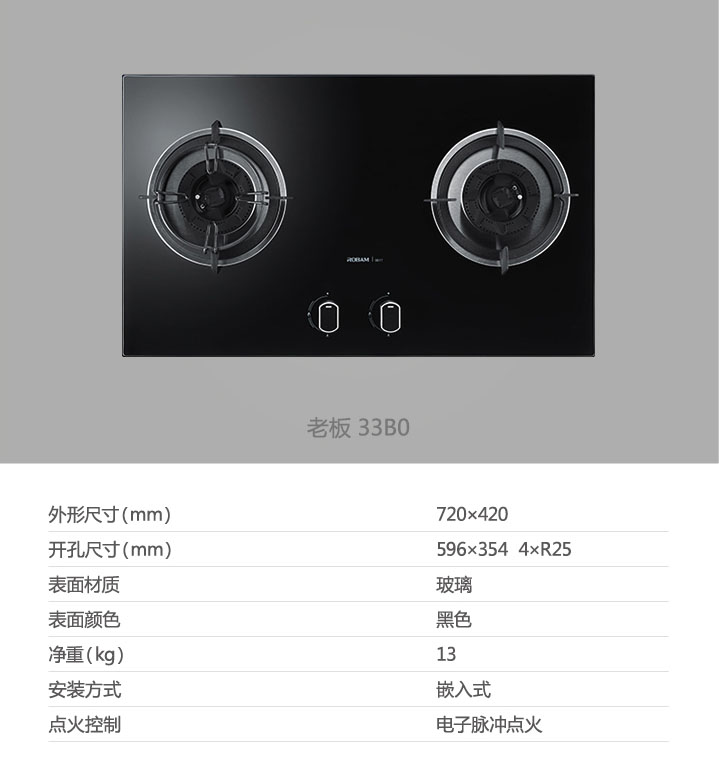 ROBAM
老板 33B0
外形尺寸(mm) 720×420
开孔尺寸(mm) 596×354 4×R25
表面材质 玻璃
表面颜色 黑色
净重(kg) 13
安装方式 嵌入式
点火控制 电子脉冲点火